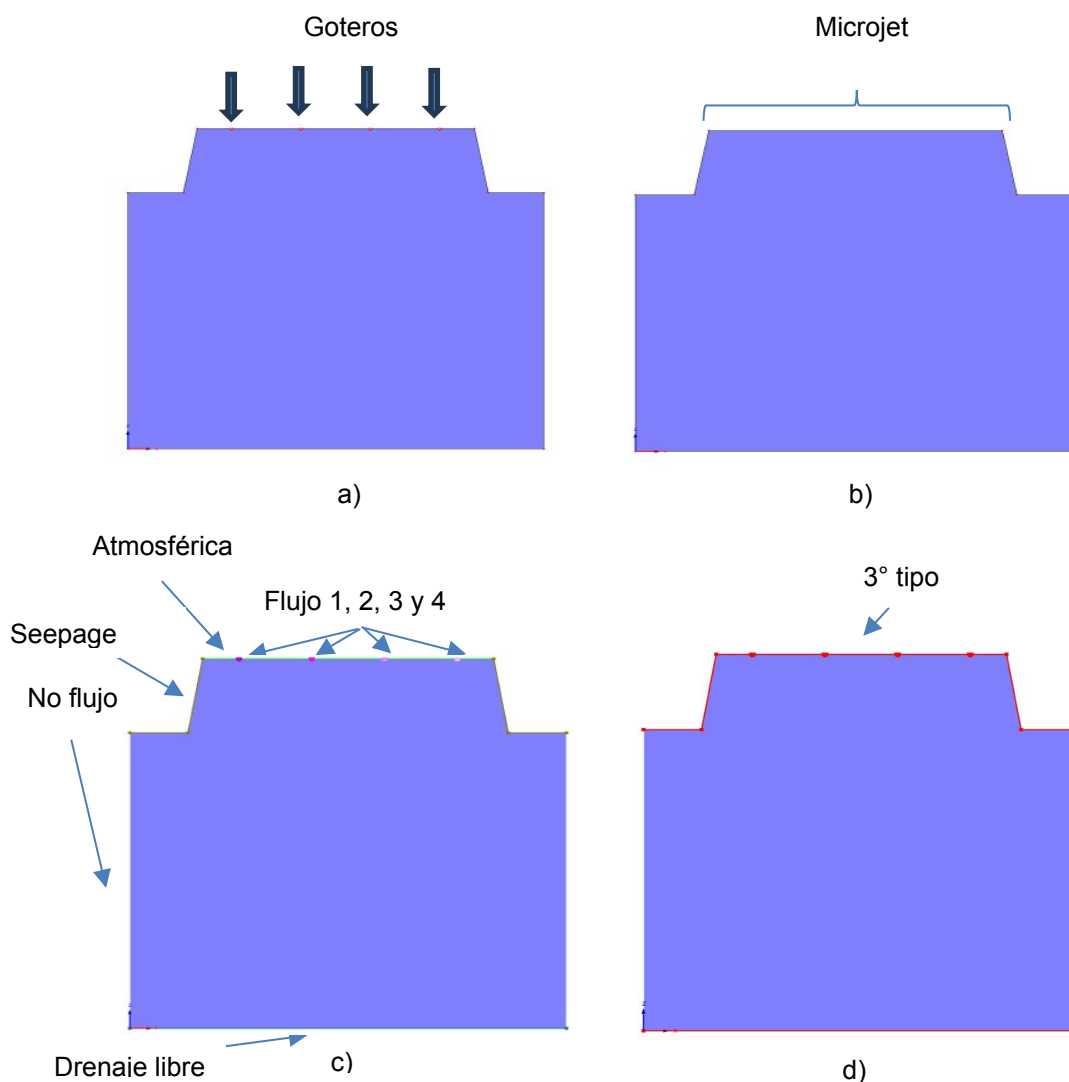 Goteros
Microjet
a)
b)
Atmosférica
Flujo 1, 2, 3 y 4
3° tipo
Seepage
No flujo
Drenaje libre
c)
d)